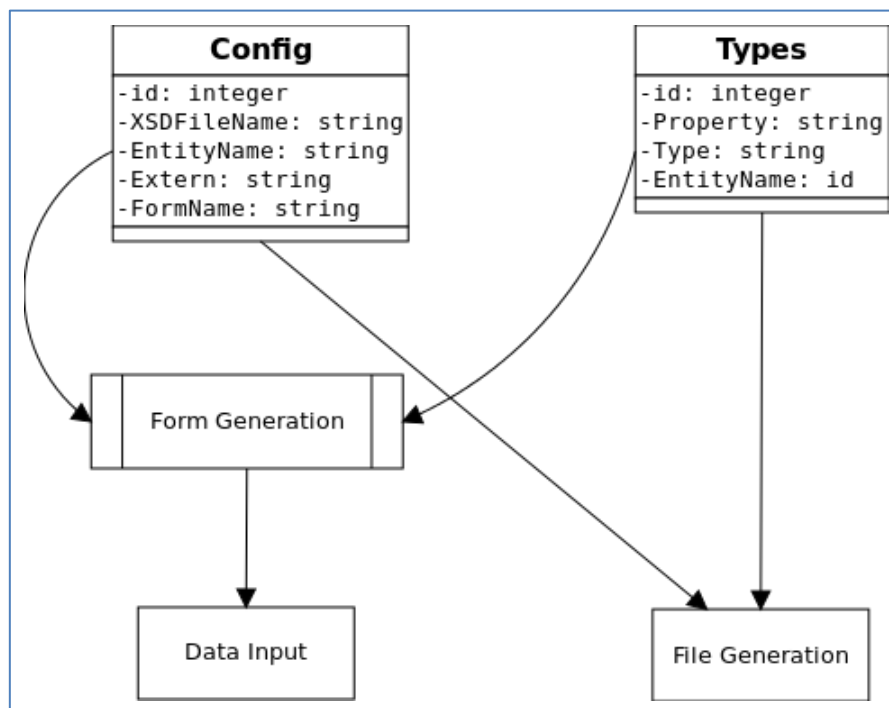 Config
-id: integer
-XSDFileName: string
-EntityName: string
-Extern: string
-FormName: string
Types
-id: integer
-Property: string
-Type: string
-EntityName: id
Form Generation
Data Input
File Generation